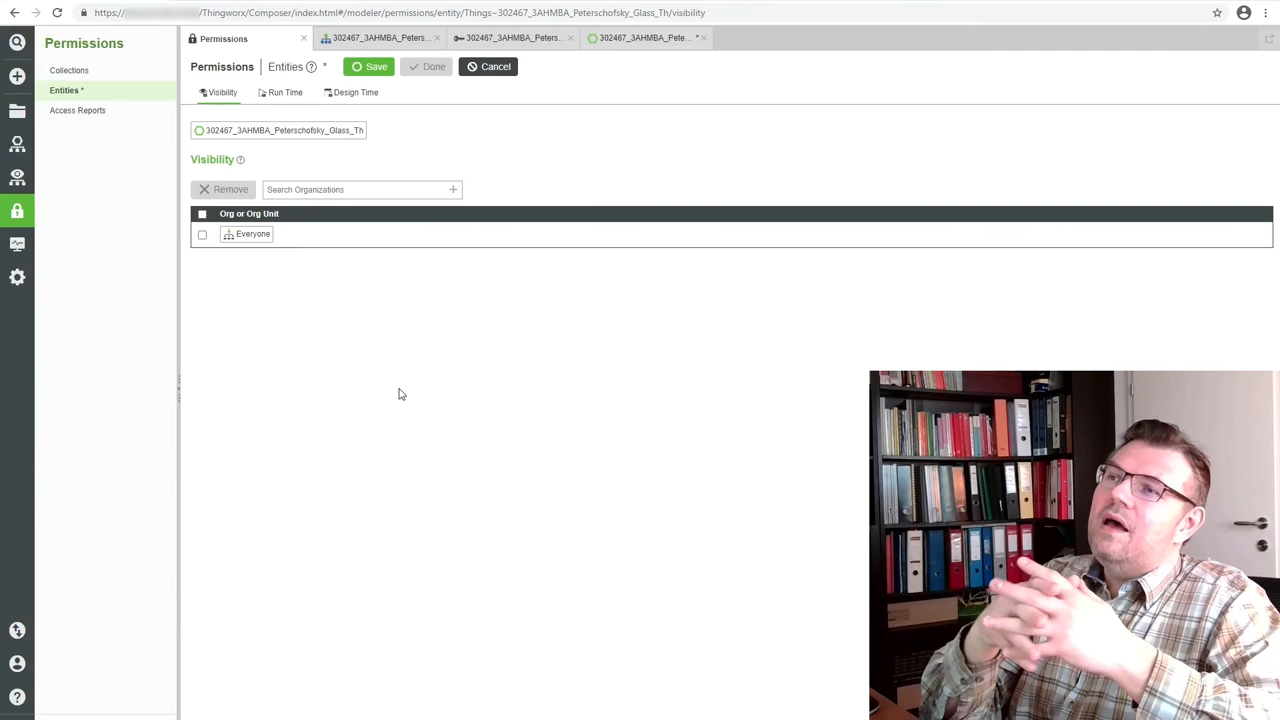 https:// /Thingworx/Composer/index.html#/modeler/permissions/entity/Things~302467_3AHMBA_Peterschofsky_Glass_Th/visibility
Permissions
Collections
Entities *
Access Reports
Permissions
302467_3AHMBA_Peters...
302467_3AHMBA_Peters...
302467_3AHMBA_Pete... *
Permissions Entities * Save Done Cancel
Visibility Run Time Design Time
302467_3AHMBA_Peterschofsky_Glass_Th
Visibility
Remove Search Organizations
Org or Org Unit
Everyone